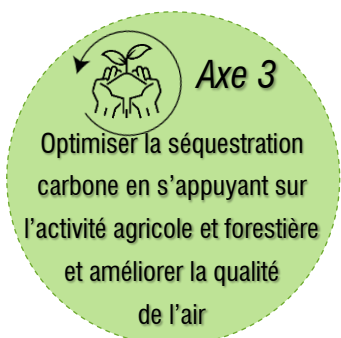 Axe 3
Optimiser la séquestration
carbone en s’appuyant sur
l’activité agricole et forestière
et améliorer la qualité
de l’air